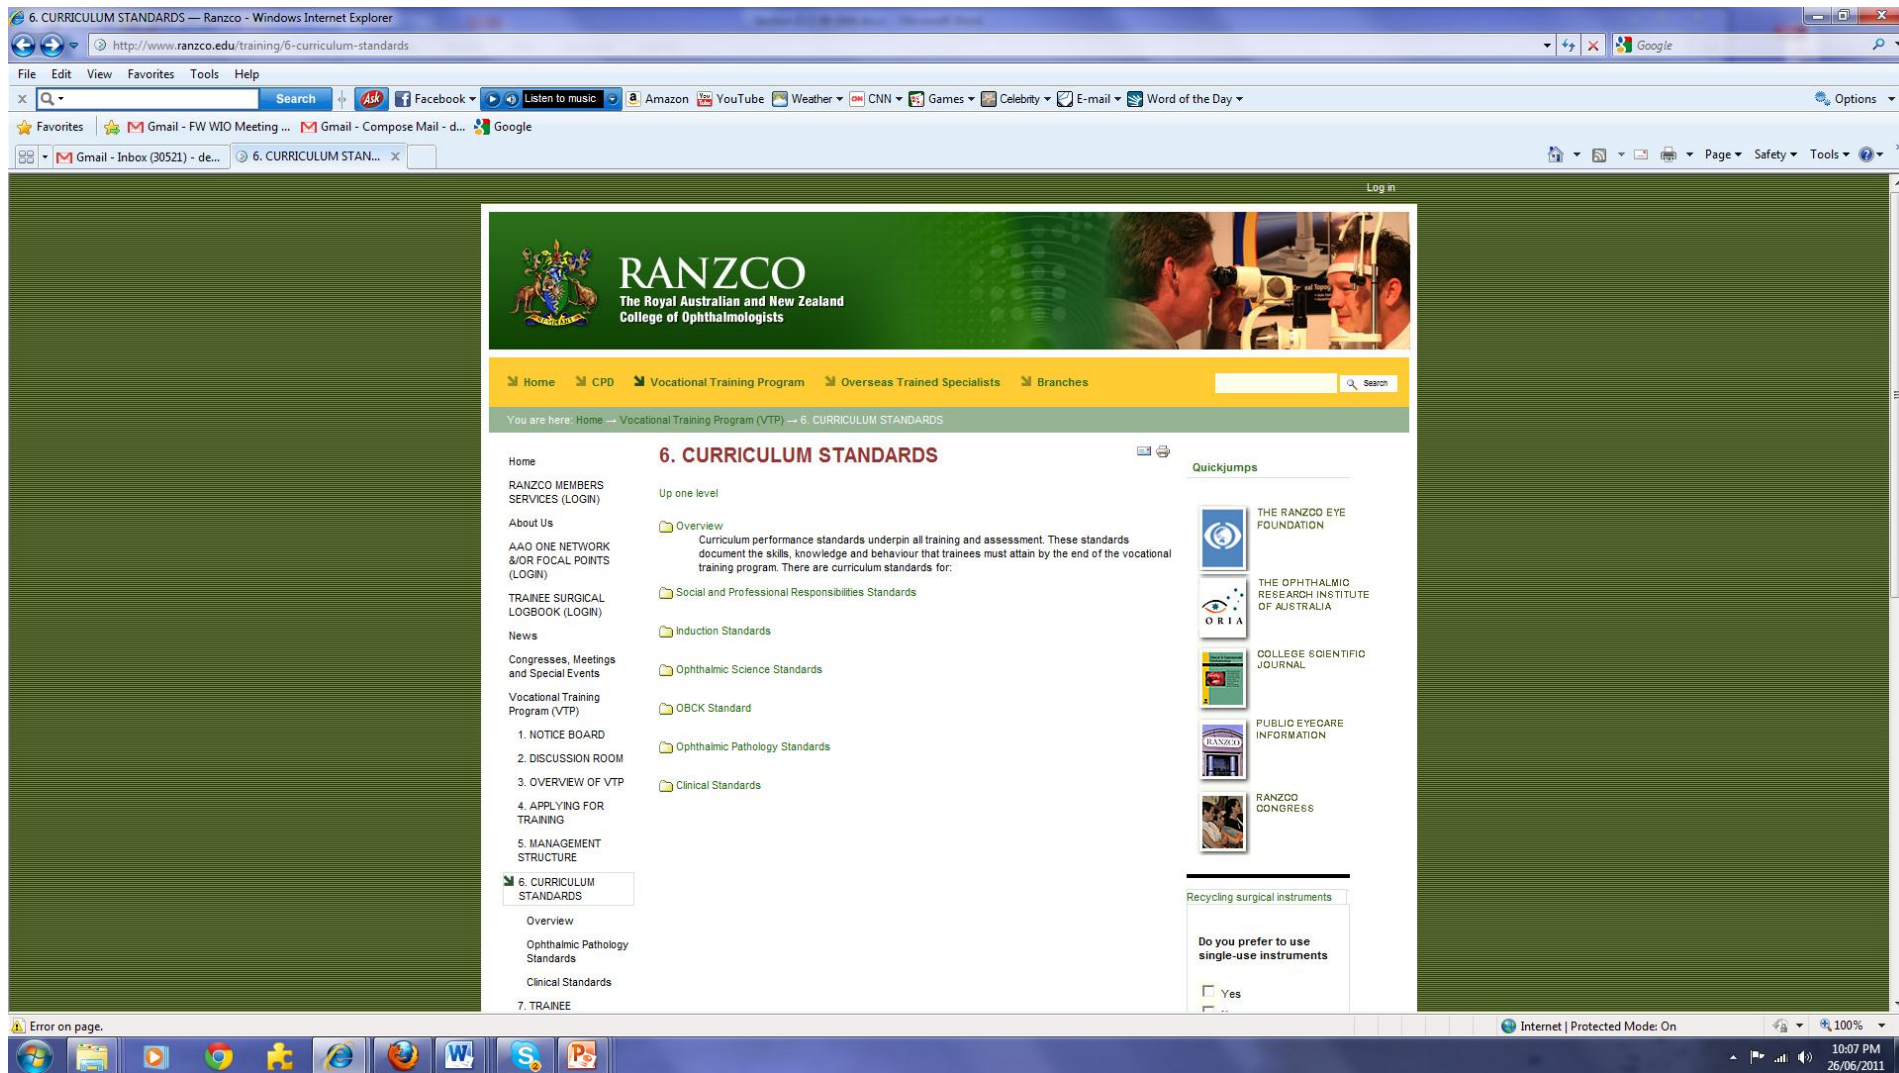 6. CURRICULUM STANDARDS — Ranzco - Windows Internet Explorer
http://www.ranzco.edu/training/6-curriculum-standards
Google
File Edit View Favorites Tools Help
Search Ask Facebook Listen to music Amazon YouTube Weather CNN Games Celebrity E-mail Word of the Day Options
Favorites Gmail - FW WIO Meeting ... Gmail - Compose Mail - d... Google
Gmail - Inbox (30521) - de... 6. CURRICULUM STAN... Page Safety Tools
Log in
RANZCO
The Royal Australian and New Zealand
College of Ophthalmologists
Home CPD Vocational Training Program Overseas Trained Specialists Branches Search
You are here: Home → Vocational Training Program (VTP) → 6. CURRICULUM STANDARDS
Home
RANZCO MEMBERS
SERVICES (LOGIN)
About Us
AAO ONE NETWORK
&/OR FOCAL POINTS
(LOGIN)
TRAINEE SURGICAL
LOGBOOK (LOGIN)
News
Congresses, Meetings
and Special Events
Vocational Training
Program (VTP)
1. NOTICE BOARD
2. DISCUSSION ROOM
3. OVERVIEW OF VTP
4. APPLYING FOR
TRAINING
5. MANAGEMENT
STRUCTURE
6. CURRICULUM
STANDARDS
Overview
Ophthalmic Pathology
Standards
Clinical Standards
7. TRAINEE
6. CURRICULUM STANDARDS
Up one level
Overview
Curriculum performance standards underpin all training and assessment. These standards
document the skills, knowledge and behaviour that trainees must attain by the end of the vocational
training program. There are curriculum standards for:
Social and Professional Responsibilities Standards
Induction Standards
Ophthalmic Science Standards
OBCK Standard
Ophthalmic Pathology Standards
Clinical Standards
Quickjumps
THE RANZCO EYE
FOUNDATION
THE OPHTHALMIC
RESEARCH INSTITUTE
OF AUSTRALIA
ORIA
COLLEGE SCIENTIFIC
JOURNAL
PUBLIC EYECARE
INFORMATION
RANZCO
RANZCO
CONGRESS
Recycling surgical instruments
Do you prefer to use
single-use instruments
Yes
Error on page.
Internet | Protected Mode: On
100%
10:07 PM
26/06/2011